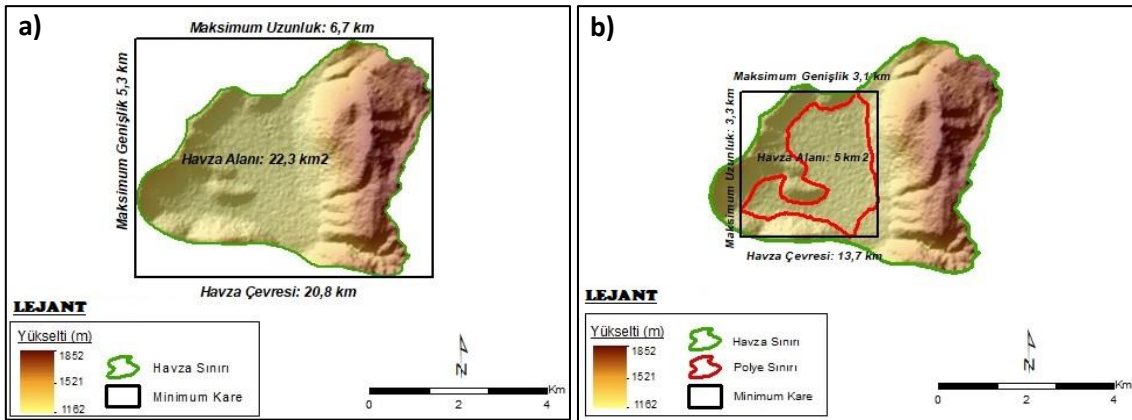 a)
Maksimum Uzunluk: 6,7 km
Maksimum Genişlik 5,3 km
Havza Alanı: 22,3 km2
Havza Çevresi: 20,8 km
LEJANT
Yükselti (m)
1852
1521
1162
Havza Sınırı
Minimum Kare
N
Km
0 2 4
b)
Maksimum Genişlik 3,1 km
Maksimum Uzunluk: 3,3 km
Havza Alanı: 5 km2
Havza Çevresi: 13,7 km
LEJANT
Yükselti (m)
1852
1521
1162
Havza Sınırı
Polye Sınırı
Minimum Kare
N
Km
0 2 4